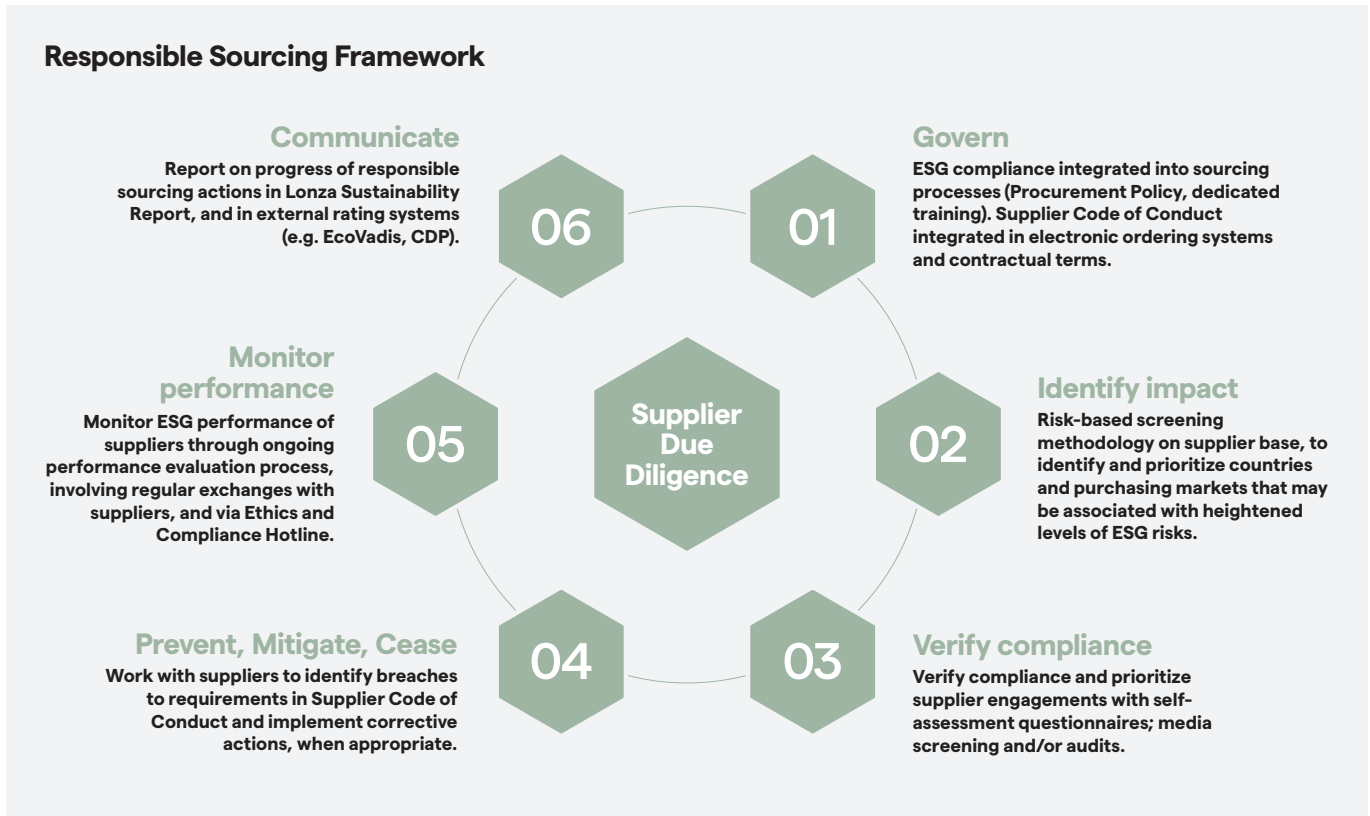 Responsible Sourcing Framework
Govern
ESG compliance integrated into sourcing
processes (Procurement Policy, dedicated
training). Supplier Code of Conduct
integrated in electronic ordering systems
and contractual terms.
01
Identify impact
Risk-based screening
methodology on supplier base, to
identify and prioritize countries
and purchasing markets that may
be associated with heightened
levels of ESG risks.
02
Verify compliance
Verify compliance and prioritize
supplier engagements with self-
assessment questionnaires; media
screening and/or audits.
03
Prevent, Mitigate, Cease
Work with suppliers to identify breaches
to requirements in Supplier Code of
Conduct and implement corrective
actions, when appropriate.
04
Monitor
performance
Monitor ESG performance of
suppliers through ongoing
performance evaluation process,
involving regular exchanges with
suppliers, and via Ethics and
Compliance Hotline.
05
Communicate
Report on progress of responsible
sourcing actions in Lonza Sustainability
Report, and in external rating systems
(e.g. EcoVadis, CDP).
06
Supplier
Due
Diligence